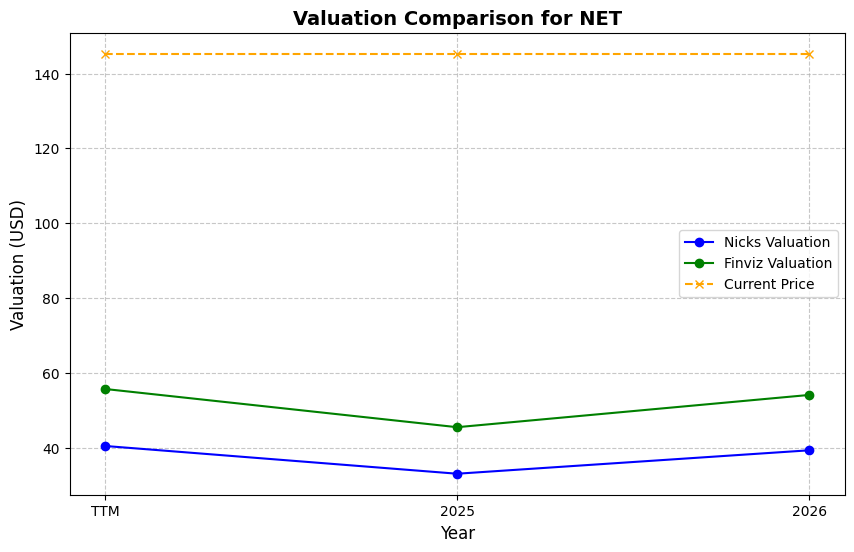 Valuation Comparison for NET
Valuation (USD)
140
120
100
80
60
40
Nicks Valuation
Finviz Valuation
Current Price
TTM
2025
2026
Year